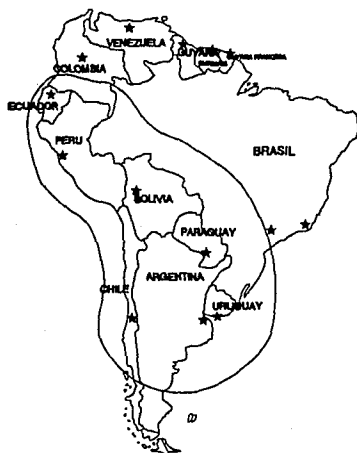 VENEZUELA
GUYANA
COLOMBIA
ECUADOR
PERU
BRASIL
BOLIVIA
PARAGUAY
ARGENTINA
CHILE
URUGUAY